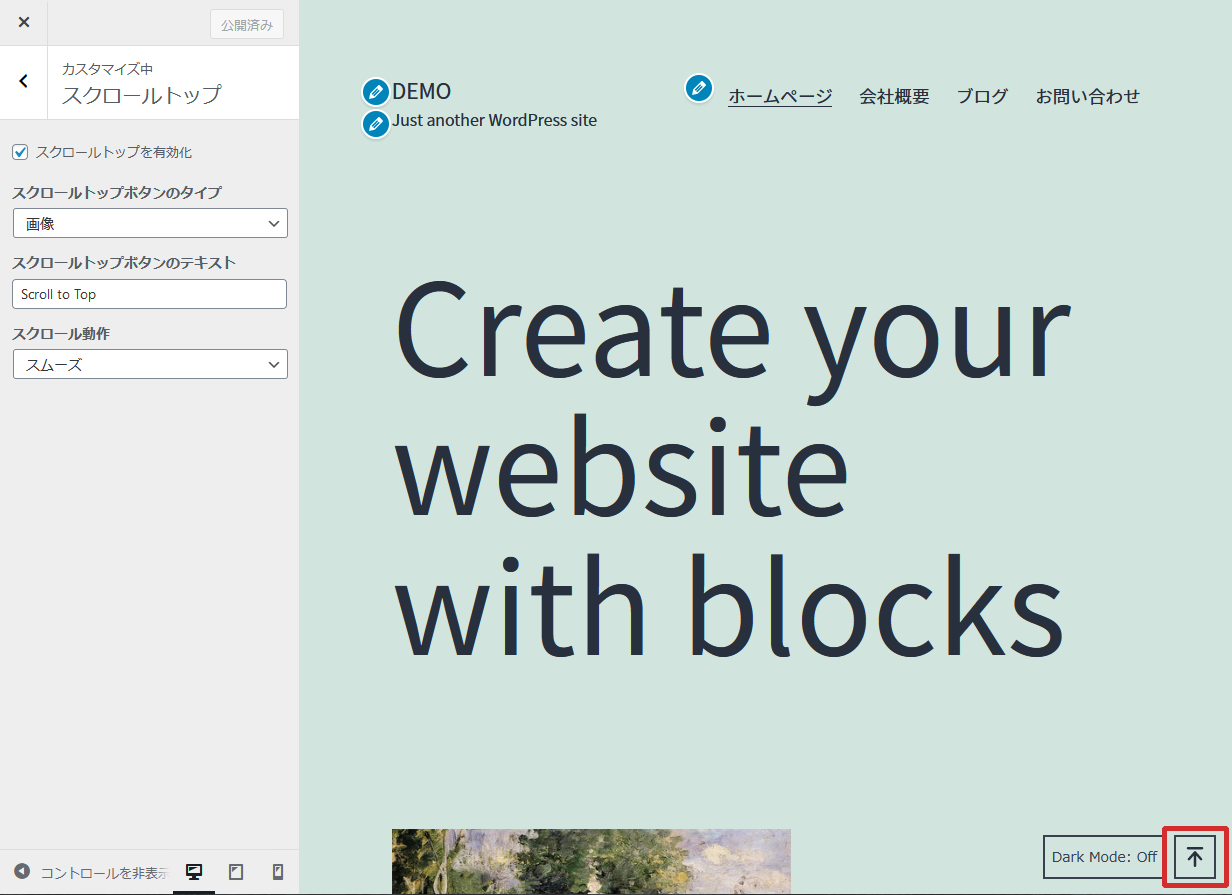 公開済み
カスタマイズ中
スクロールトップ
スクロールトップを有効化
スクロールトップボタンのタイプ
画像
スクロールトップボタンのテキスト
Scroll to Top
スクロール動作
スムーズ
コントロールを非表示
DEMO
Just another WordPress site
ホームページ 会社概要 ブログ お問い合わせ
Create your
website
with blocks
Dark Mode: Off